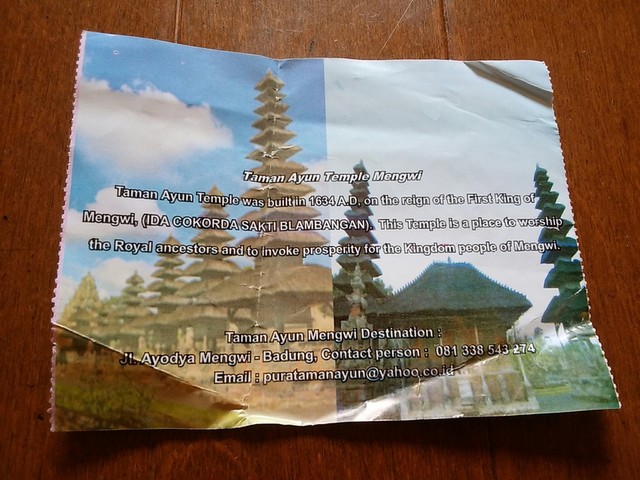 Taman Ayun Temple Mengwi
Taman Ayun Temple was built in 1634 A.D, on the reign of the First King of
Mengwi, (IDA COKORDA SAKTI BLAMBANGAN). This Temple is a place to worship
the Royal ancestors and to invoke prosperity for the Kingdom people of Mengwi.
Taman Ayun Mengwi Destination :
Jl. Ayodya Mengwi - Badung, Contact person : 081 338 543 274
Email : puratamanayun@yahoo.co.id